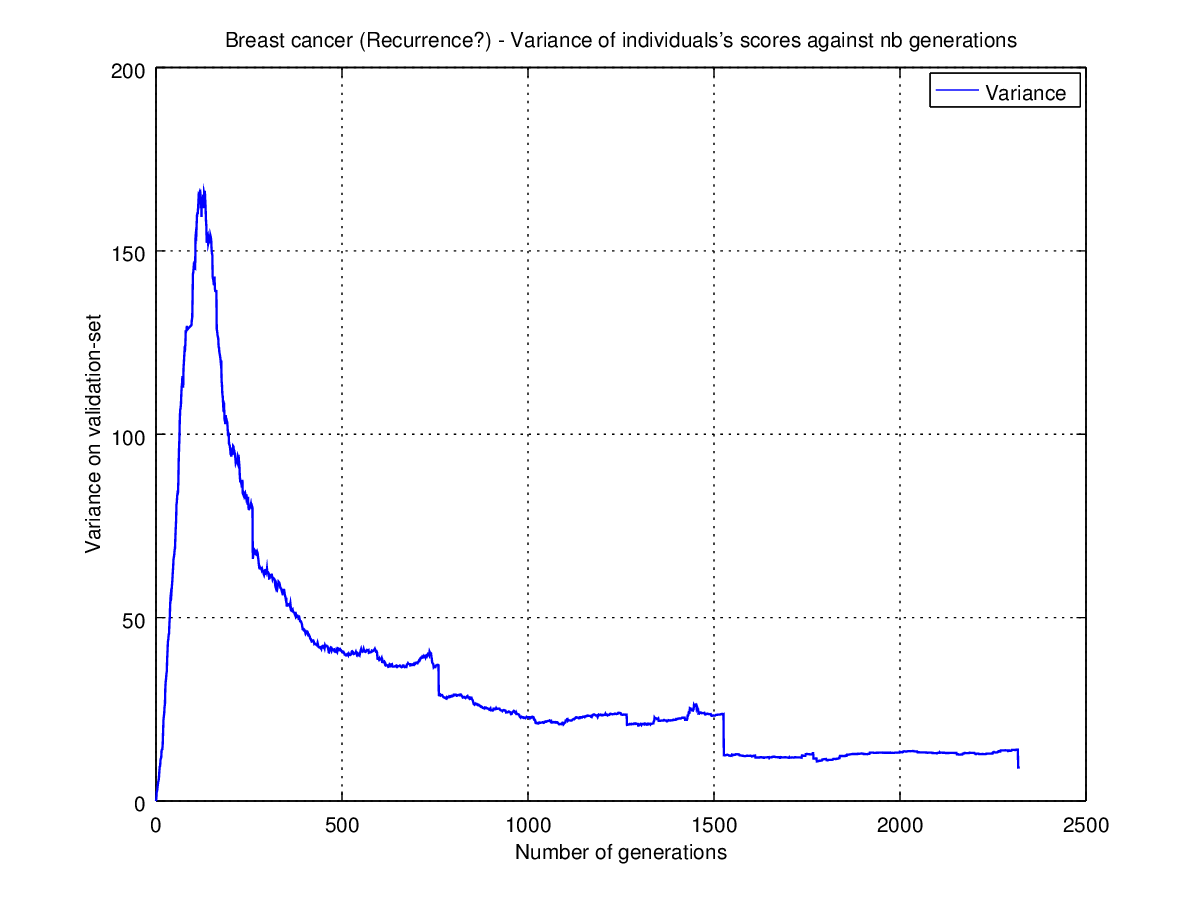 Breast cancer (Recurrence?) - Variance of individuals's scores against nb generations
200
Variance
150
100
50
0
Variance on validation-set
0 500 1000 1500 2000 2500
Number of generations